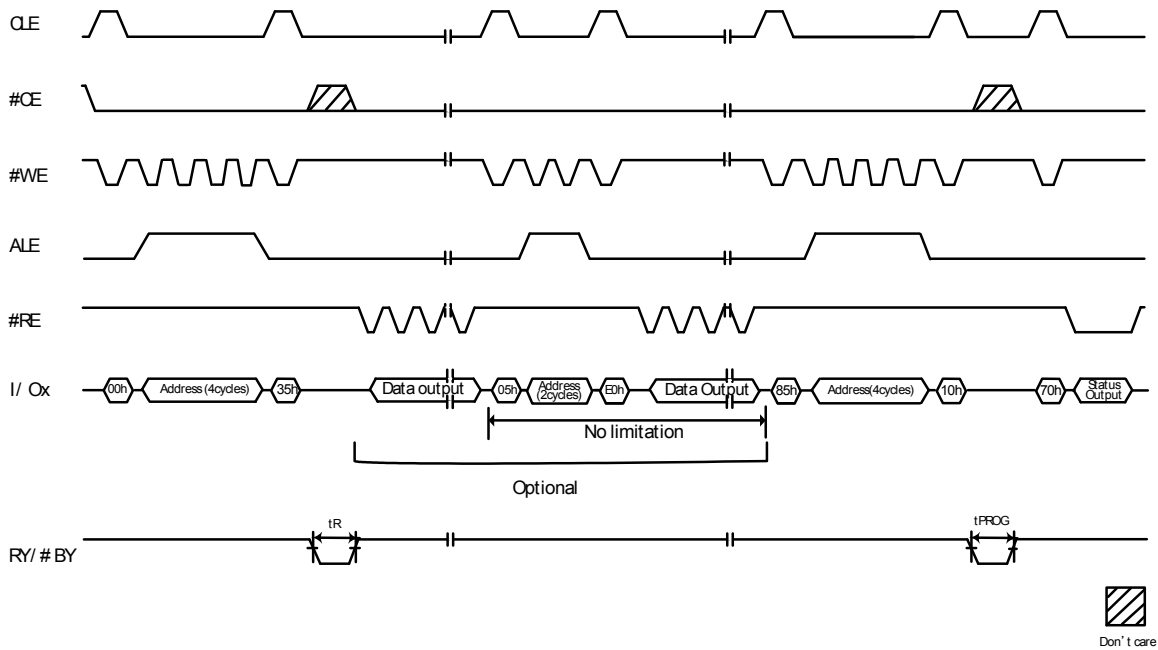 CLE
#CE
#WE
ALE
#RE
I/Ox
00h
Address (4cycles)
35h
Data output
05h
Address
(2cycles)
E0h
Data Output
85h
Address(4cycles)
10h
70h
Status
Output
No limitation
Optional
RY/#BY
tR
tPROG
Don't care